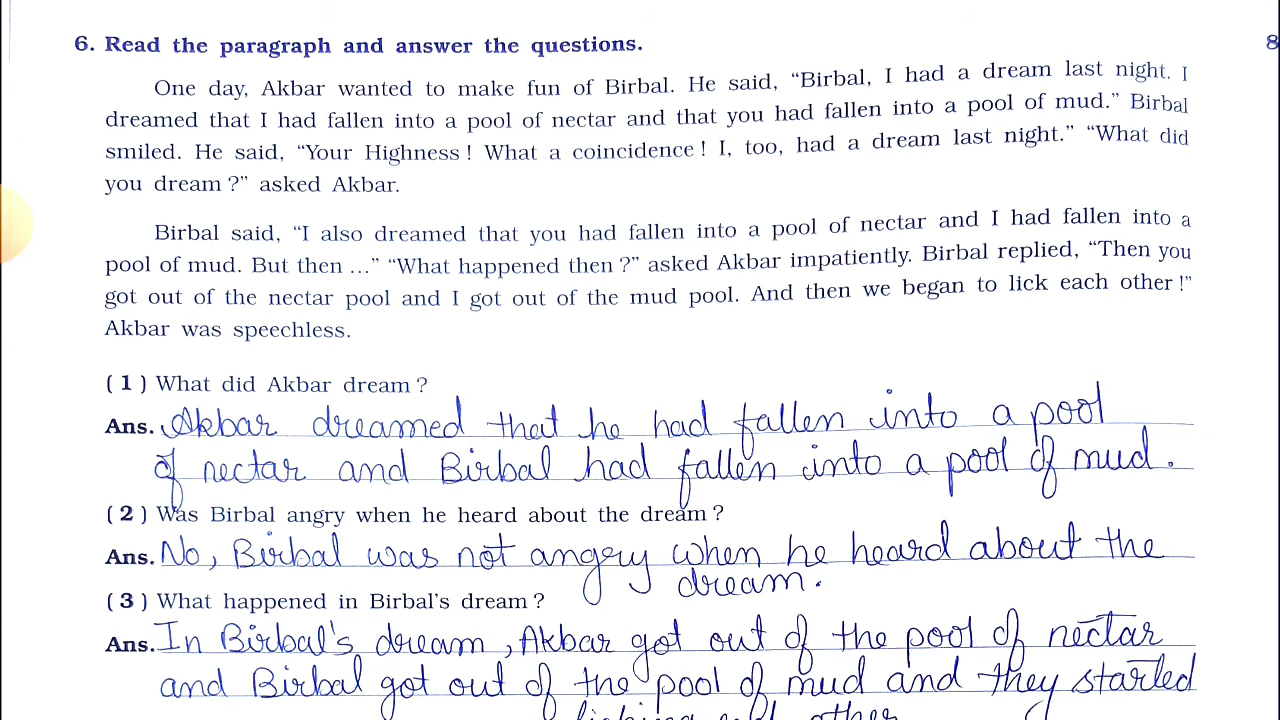 6. Read the paragraph and answer the questions.
8
One day, Akbar wanted to make fun of Birbal. He said, “Birbal, I had a dream last night. I
dreamed that I had fallen into a pool of nectar and that you had fallen into a pool of mud.” Birbal
smiled. He said, “Your Highness! What a coincidence! I, too, had a dream last night.” “What did
you dream?” asked Akbar.
Birbal said, “I also dreamed that you had fallen into a pool of nectar and I had fallen into a
pool of mud. But then ...” “What happened then?” asked Akbar impatiently. Birbal replied, “Then you
got out of the nectar pool and I got out of the mud pool. And then we began to lick each other!”
Akbar was speechless.
(1) What did Akbar dream?
Ans. Akbar dreamed that he had fallen into a pool
of nectar and Birbal had fallen into a pool of mud.
(2) Was Birbal angry when he heard about the dream?
Ans. No, Birbal was not angry when he heard about the
dream.
(3) What happened in Birbal's dream?
Ans. In Birbal's dream, Akbar got out of the pool of nectar
and Birbal got out of the pool of mud and they started
other